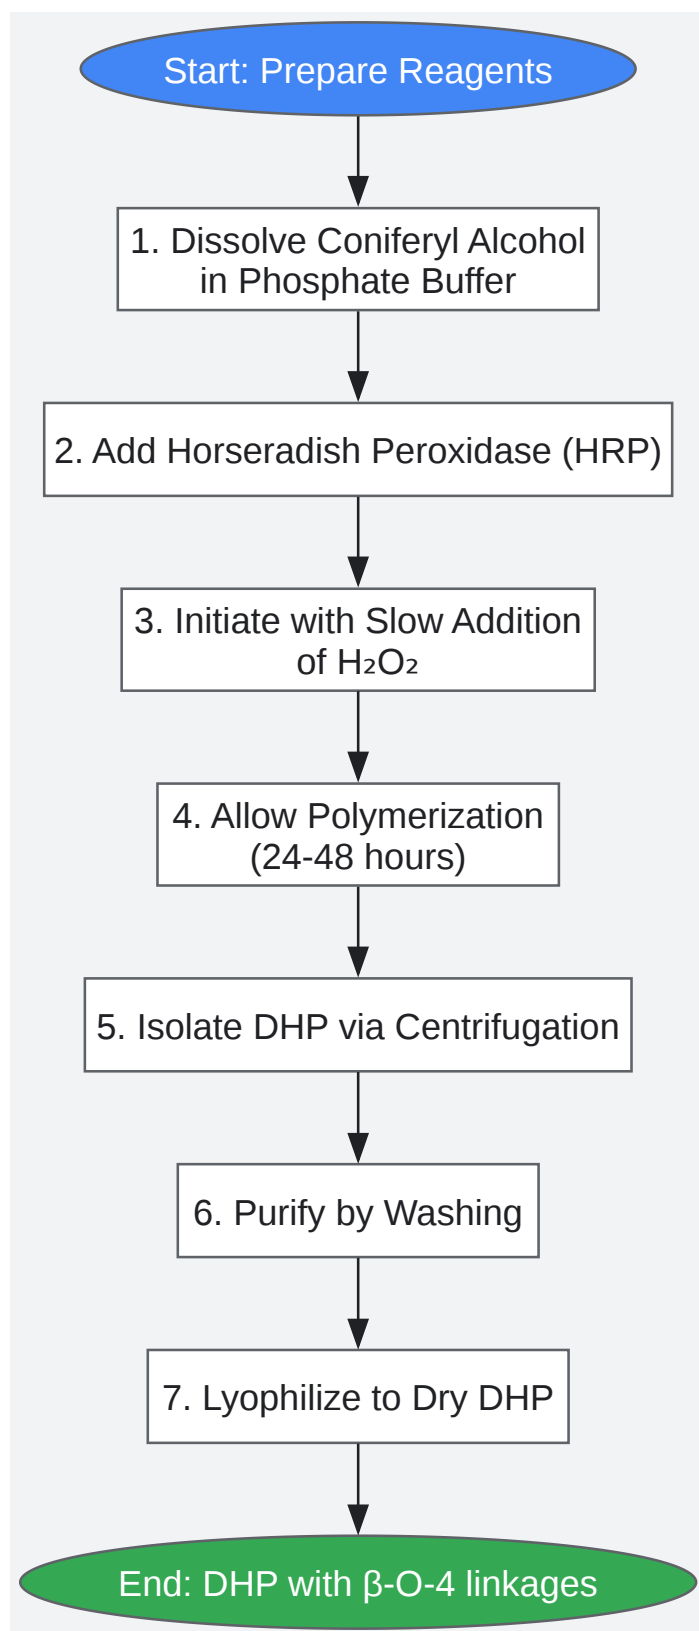 Start: Prepare Reagents
1. Dissolve Coniferyl Alcohol
in Phosphate Buffer
2. Add Horseradish Peroxidase (HRP)
3. Initiate with Slow Addition
of H₂O₂
4. Allow Polymerization
(24-48 hours)
5. Isolate DHP via Centrifugation
6. Purify by Washing
7. Lyophilize to Dry DHP
End: DHP with β-O-4 linkages